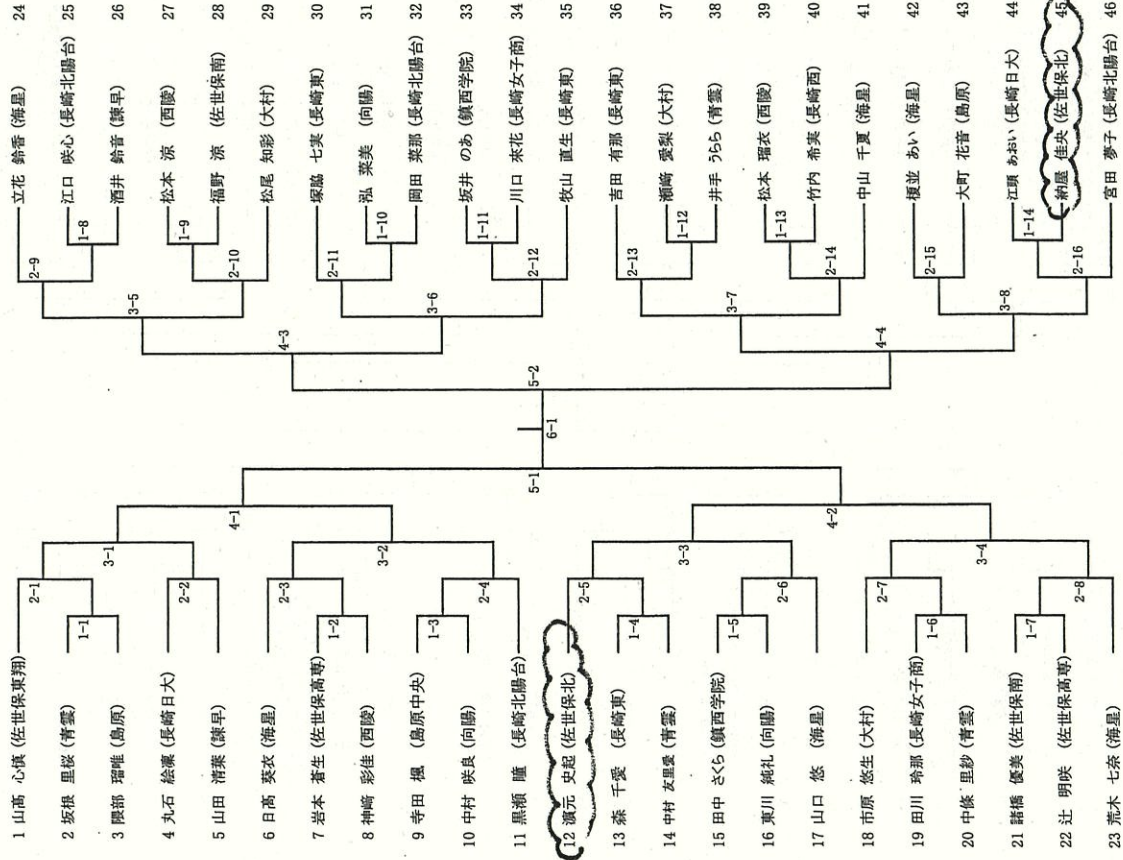 1 山髙 心慎 (佐世保東翔)
2 坂根 里桜 (青雲)
3 隈部 瑠唯 (島原)
4 丸石 絵凜 (長崎日大)
5 山田 清葉 (諫早)
6 日髙 葵衣 (海星)
7 岩本 蒼生 (佐世保高専)
8 神﨑 彩佳 (西陵)
9 寺田 楓 (島原中央)
10 中村 咲良 (向陽)
11 黒瀬 瞳 (長崎北陽台)
12 濵元 史起 (佐世保北)
13 森 千愛 (長崎東)
14 中村 友里愛 (青雲)
15 田中 さくら (鎮西学院)
16 東川 純礼 (向陽)
17 山口 悠 (海星)
18 市原 悠生 (大村)
19 田川 玲那 (長崎女子商)
20 中條 里紗 (青雲)
21 諸橋 優美 (佐世保南)
22 辻 明咲 (佐世保高専)
23 荒木 七奈 (海星)
1-1
1-2
1-3
1-4
1-5
1-6
1-7
2-1
2-2
2-3
2-4
2-5
2-6
2-7
2-8
3-1
3-2
3-3
3-4
4-1
4-2
5-1
6-1
5-2
4-3
4-4
3-5
3-6
3-7
3-8
2-9
2-10
2-11
2-12
2-13
2-14
2-15
2-16
1-8
1-9
1-10
1-11
1-12
1-13
1-14
立花 鈴香 (海星) 24
江口 咲心 (長崎北陽台) 25
酒井 鈴音 (諫早) 26
松本 涼 (西陵) 27
福野 涼 (佐世保南) 28
松尾 知彩 (大村) 29
塚脇 七実 (長崎東) 30
泓 菜美 (向陽) 31
岡田 菜那 (長崎北陽台) 32
坂井 のあ (鎮西学院) 33
川口 來花 (長崎女子商) 34
牧山 直生 (長崎東) 35
吉田 有那 (長崎東) 36
瀬﨑 愛梨 (大村) 37
井手 うらら (青雲) 38
松本 瑠衣 (西陵) 39
竹内 希実 (長崎西) 40
中山 千夏 (海星) 41
榎並 あい (海星) 42
大町 花音 (島原) 43
江頭 あおい (長崎日大) 44
納屋 佳央 (佐世保北) 45
宮田 夢子 (長崎北陽台) 46